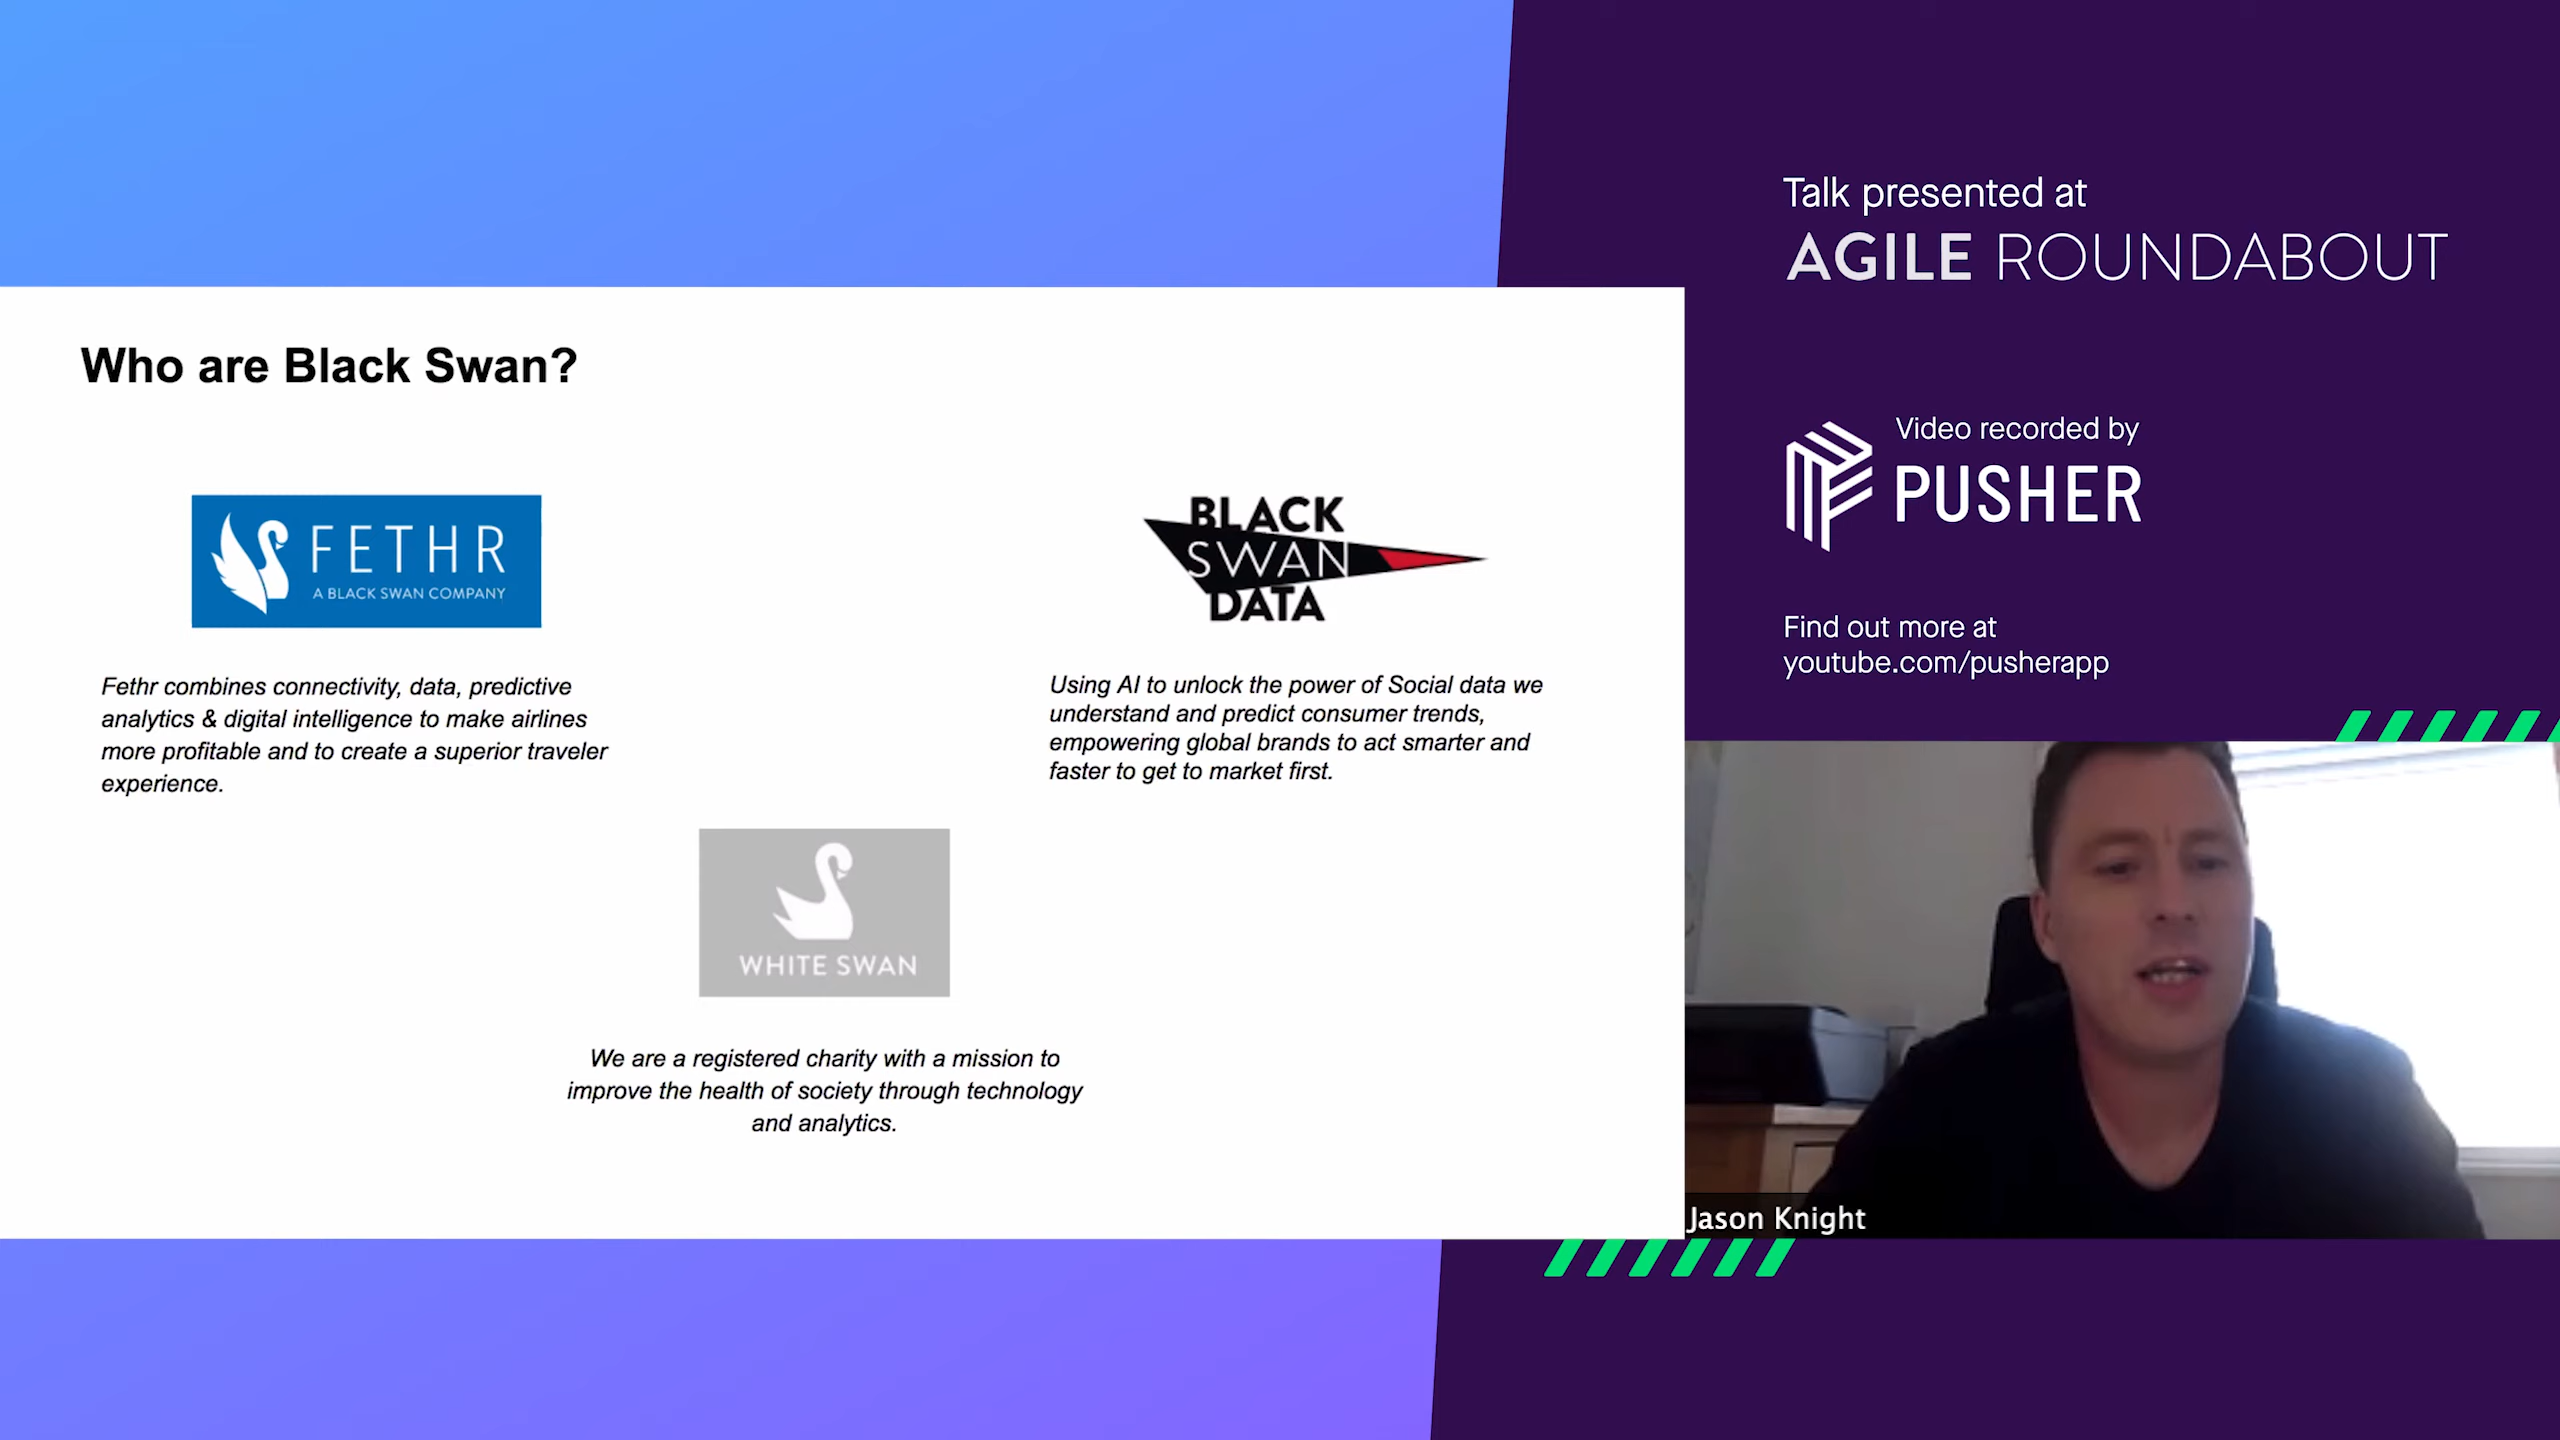 Talk presented at
AGILE ROUNDABOUT
Video recorded by
PUSHER
Find out more at
youtube.com/pusherapp
Who are Black Swan?
FETHR
A BLACK SWAN COMPANY
Fethr combines connectivity, data, predictive
analytics & digital intelligence to make airlines
more profitable and to create a superior traveler
experience.
BLACK
SWAN
DATA
Using AI to unlock the power of Social data we
understand and predict consumer trends,
empowering global brands to act smarter and
faster to get to market first.
WHITE SWAN
We are a registered charity with a mission to
improve the health of society through technology
and analytics.
Jason Knight